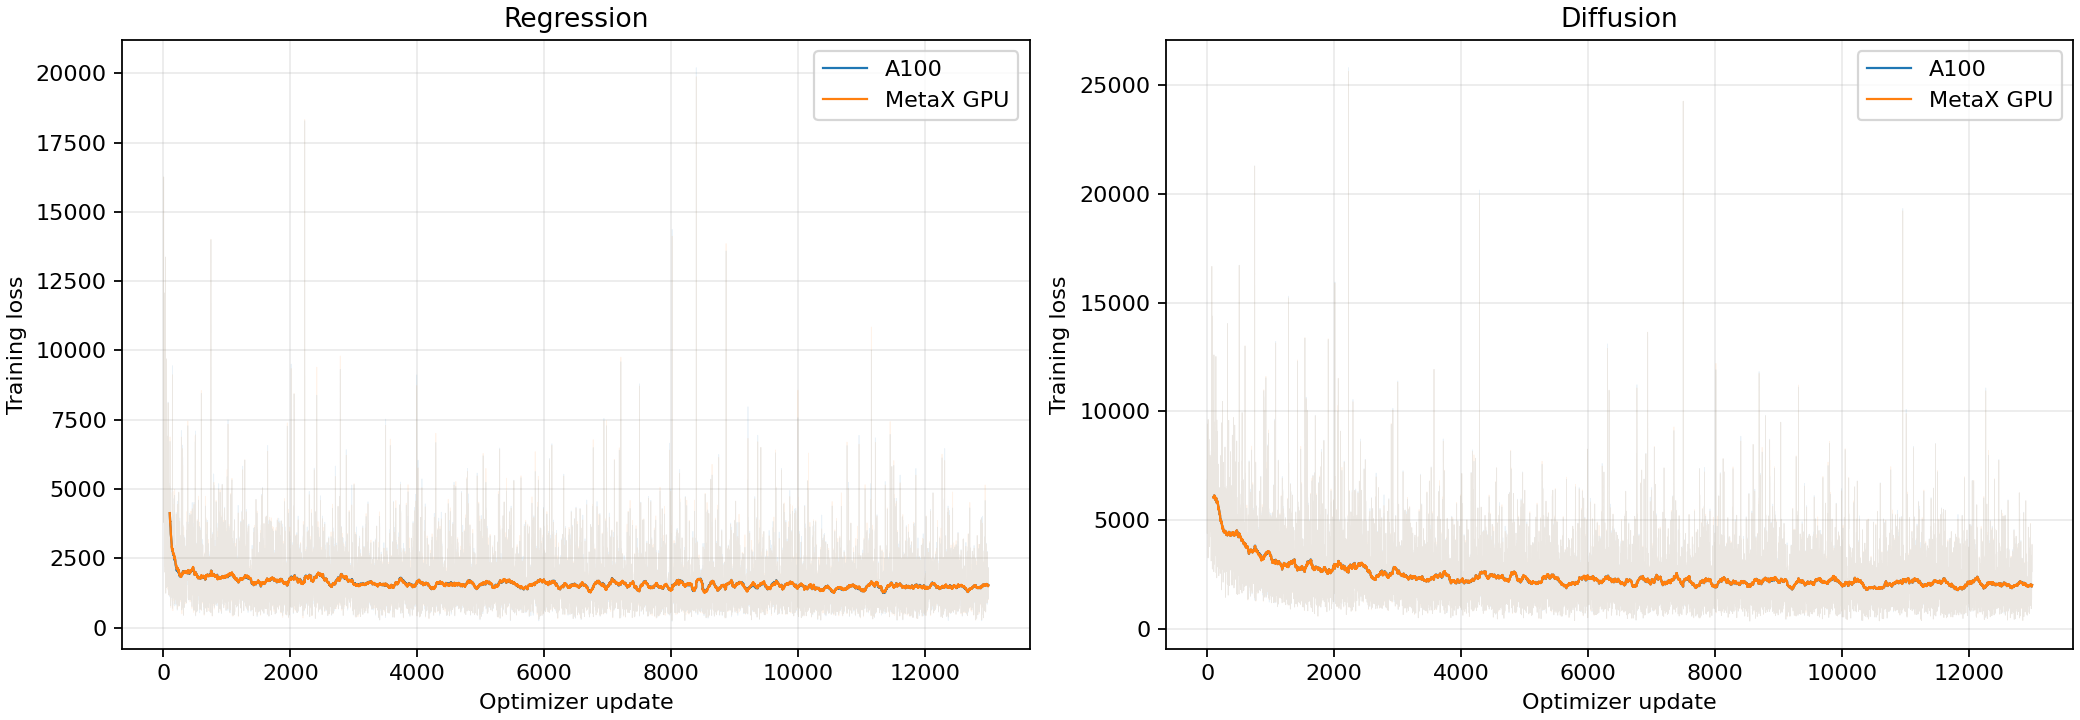 Regression
20000
17500
15000
12500
10000
7500
5000
2500
0
Training loss
0 2000 4000 6000 8000 10000 12000
Optimizer update
A100
MetaX GPU
Diffusion
25000
20000
15000
10000
5000
0
Training loss
0 2000 4000 6000 8000 10000 12000
Optimizer update
A100
MetaX GPU